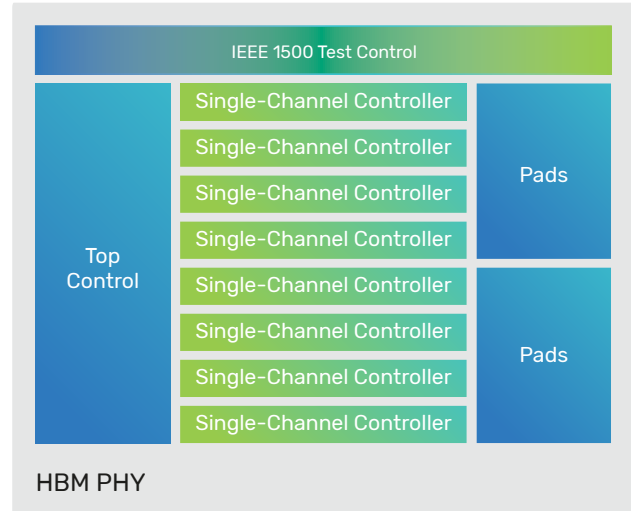 IEEE 1500 Test Control
Single-Channel Controller
Single-Channel Controller
Single-Channel Controller
Single-Channel Controller
Single-Channel Controller
Single-Channel Controller
Single-Channel Controller
Single-Channel Controller
Top
Control
Pads
Pads
HBM PHY